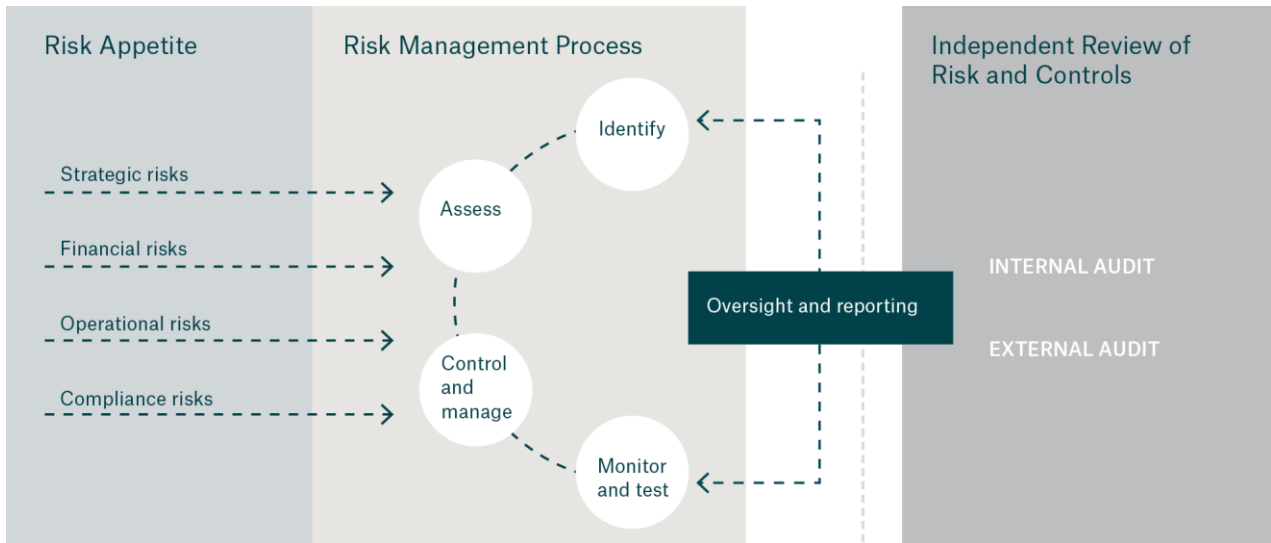 Risk Appetite
Risk Management Process
Independent Review of
Risk and Controls
Strategic risks
Financial risks
Operational risks
Compliance risks
Identify
Assess
Control
and
manage
Monitor
and test
Oversight and reporting
INTERNAL AUDIT
EXTERNAL AUDIT